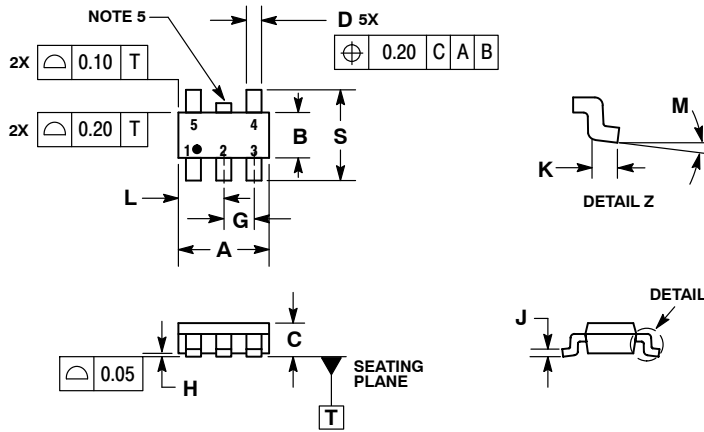 NOTE 5
D 5X
⌖ 0.20 C A B
2X ⌓ 0.10 T
2X ⌓ 0.20 T
5 4
1 2 3
B
S
L
G
A
M
K
DETAIL Z
DETAIL
J
C
⌓ 0.05
H
SEATING
PLANE
T